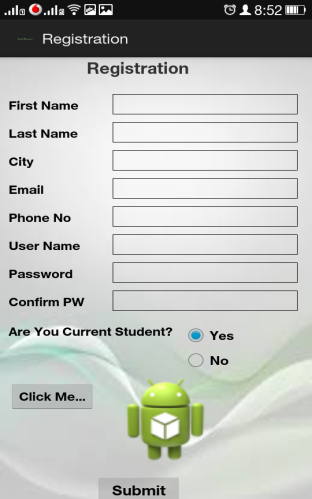 8:52
Registration
Registration
First Name
Last Name
City
Email
Phone No
User Name
Password
Confirm PW
Are You Current Student?
Yes
No
Click Me...
Submit